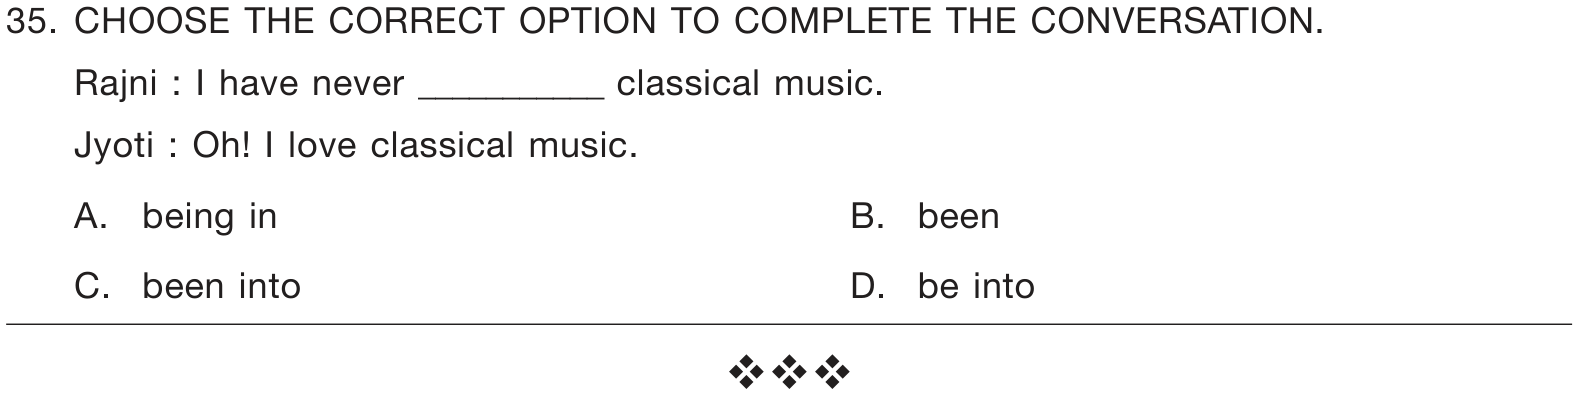 35. CHOOSE THE CORRECT OPTION TO COMPLETE THE CONVERSATION.
Rajni : I have never ___________ classical music.
Jyoti : Oh! I love classical music.
A. being in B. been
C. been into D. be into